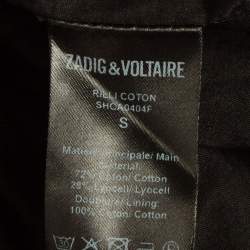 ZADIG&VOLTAIRE
RILLI COTON
SHCA0404F
S
Matière principale/ Main
Material:
72% Coton/ Cotton
28% Lyocell/ Lyocell
Doublure/ Lining:
100% Coton/ Cotton